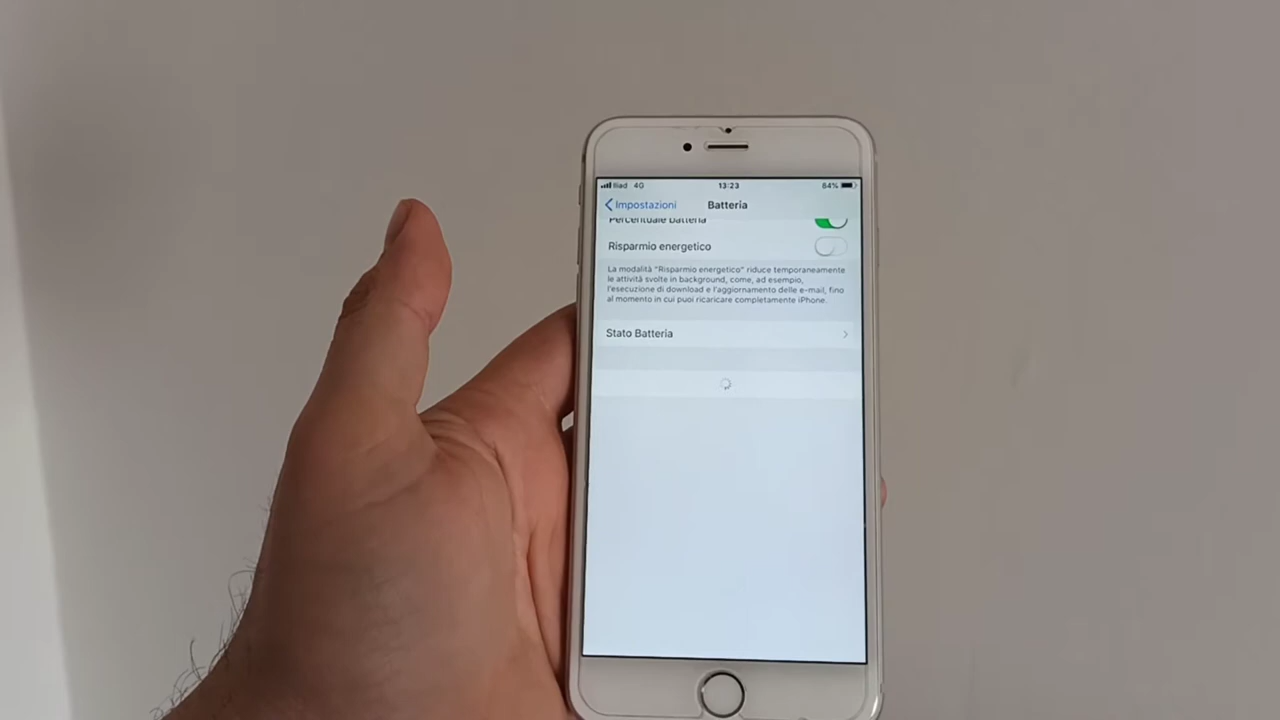 Iliad 4G 13:23 84%
Impostazioni Batteria
Percentuale batteria
Risparmio energetico
La modalità "Risparmio energetico" riduce temporaneamente
le attività svolte in background, come, ad esempio,
l'esecuzione di download e l'aggiornamento delle e-mail, fino
al momento in cui puoi ricaricare completamente iPhone.
Stato Batteria